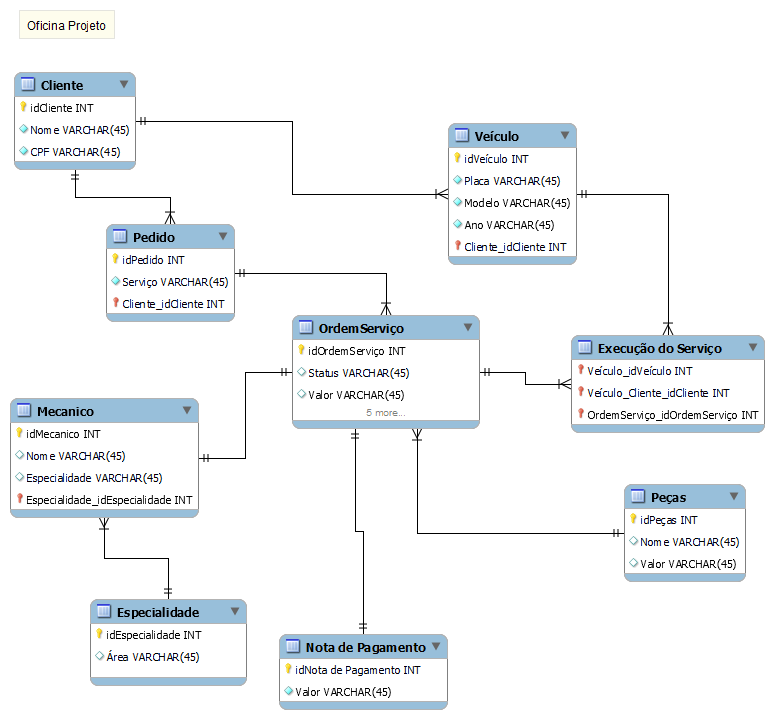 Oficina Projeto
Cliente
idCliente INT
Nome VARCHAR(45)
CPF VARCHAR(45)
Veículo
idVeículo INT
Placa VARCHAR(45)
Modelo VARCHAR(45)
Ano VARCHAR(45)
Cliente_idCliente INT
Pedido
idPedido INT
Serviço VARCHAR(45)
Cliente_idCliente INT
OrdemServiço
idOrdemServiço INT
Status VARCHAR(45)
Valor VARCHAR(45)
5 more...
Execução do Serviço
Veículo_idVeículo INT
Veículo_Cliente_idCliente INT
OrdemServiço_idOrdemServiço INT
Mecanico
idMecanico INT
Nome VARCHAR(45)
Especialidade VARCHAR(45)
Especialidade_idEspecialidade INT
Peças
idPeças INT
Nome VARCHAR(45)
Valor VARCHAR(45)
Especialidade
idEspecialidade INT
Área VARCHAR(45)
Nota de Pagamento
idNota de Pagamento INT
Valor VARCHAR(45)